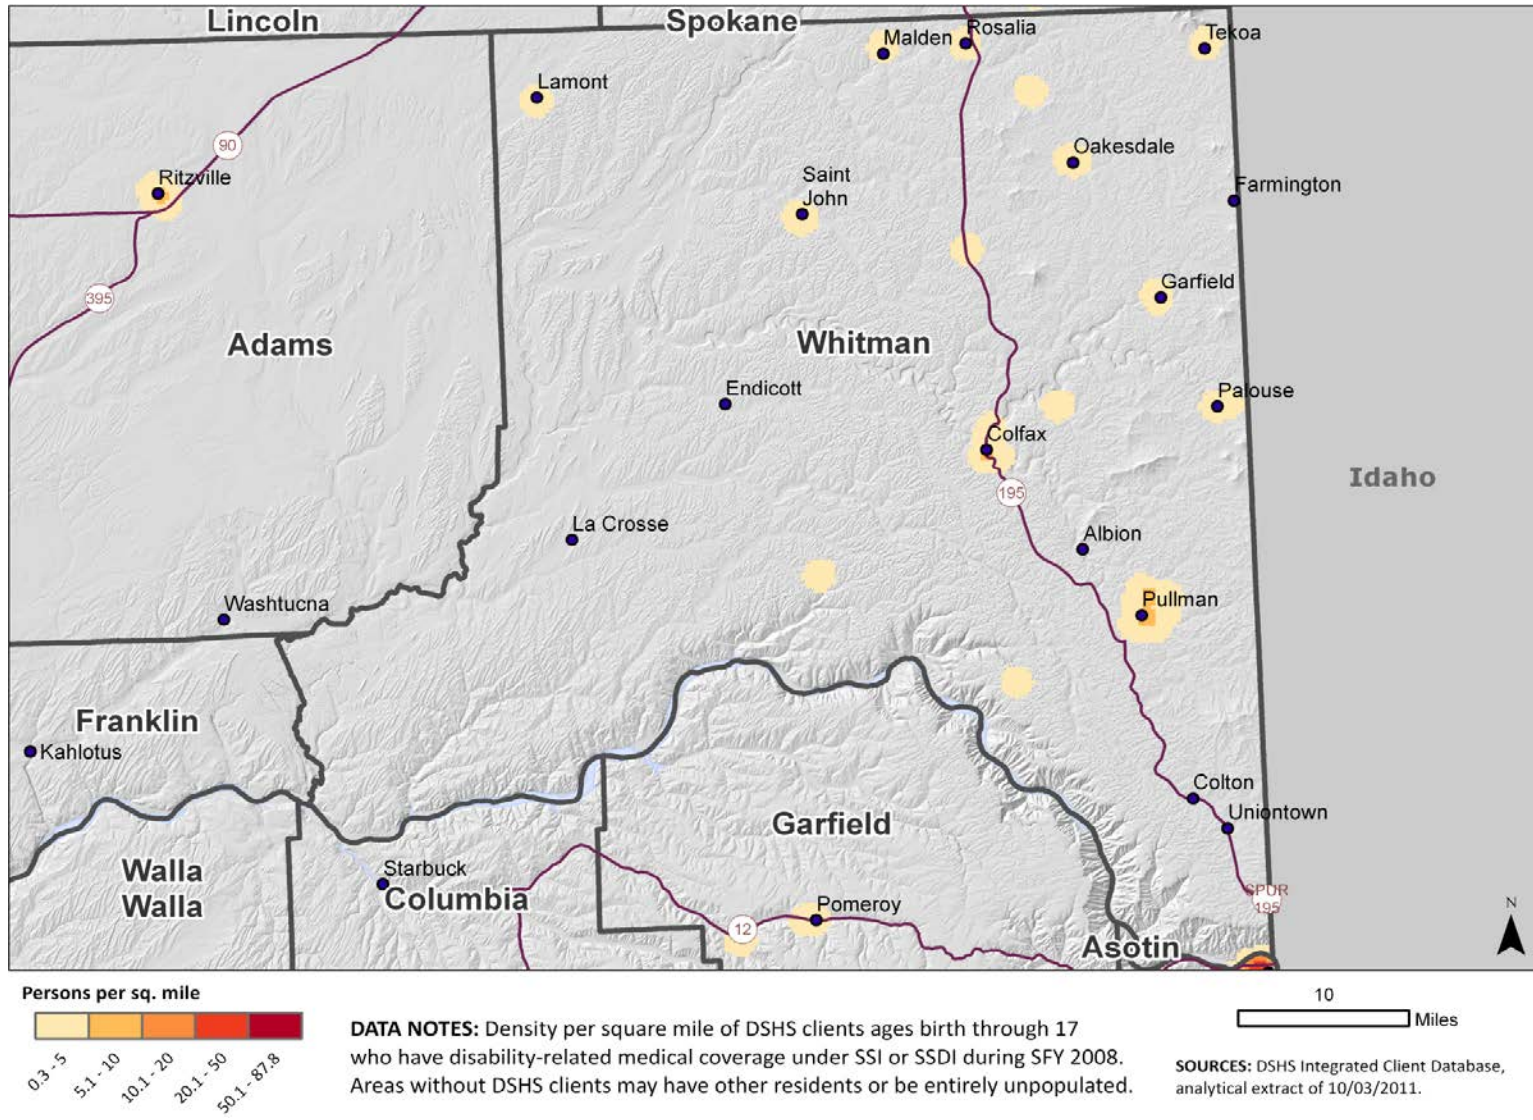 Lincoln
Spokane
Malden
Rosalia
Tekoa
Lamont
90
Oakesdale
Ritzville
Saint
John
Farmington
395
Garfield
Adams
Whitman
Endicott
Palouse
Colfax
Idaho
195
La Crosse
Albion
Washtucna
Pullman
Franklin
Kahlotus
Colton
Uniontown
Garfield
Walla
Walla
Starbuck
Columbia
SPUR
195
Pomeroy
12
Asotin
N
Persons per sq. mile
0.3 - 5
5.1 - 10
10.1 - 20
20.1 - 50
50.1 - 87.8
DATA NOTES: Density per square mile of DSHS clients ages birth through 17
who have disability-related medical coverage under SSI or SSDI during SFY 2008.
Areas without DSHS clients may have other residents or be entirely unpopulated.
10
Miles
SOURCES: DSHS Integrated Client Database,
analytical extract of 10/03/2011.